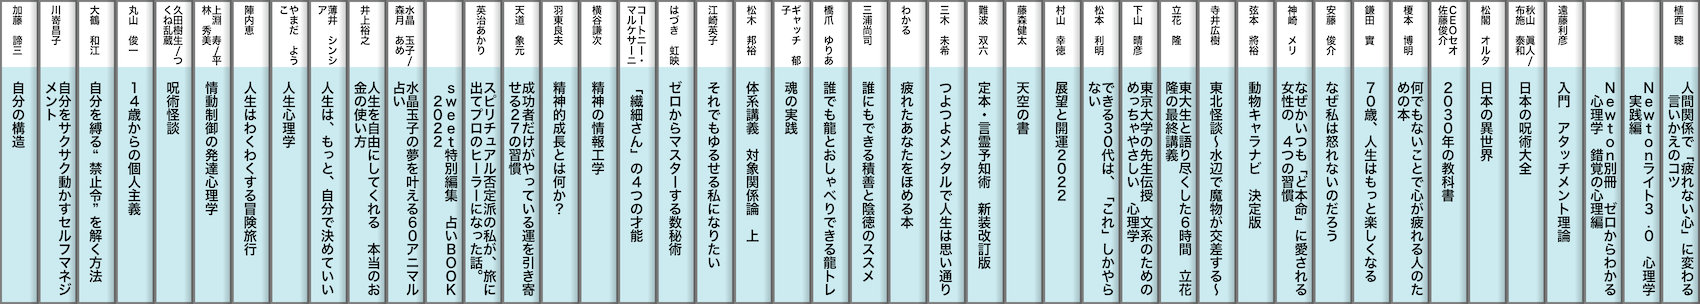 植西 聰
人間関係で「疲れない心」に変わる
言いかえのコツ
Newtonライト3.0 心理学
実践編
Newton別冊 ゼロからわかる
心理学 錯覚の心理編
遠藤利彦
入門 アタッチメント理論
秋山 眞人/
布施 泰和
日本の呪術大全
松閣 オルタ
日本の異世界
CEOセオ
佐藤俊介
2030年の教科書
榎本 博明
何でもないことで心が疲れる人のた
めの本
鎌田 實
70歳、人生はもっと楽しくなる
安藤 俊介
なぜ私は怒れないのだろう
神崎 メリ
なぜかいつも「ど本命」に愛される
女性の 4つの習慣
弦本 將裕
動物キャラナビ 決定版
寺井広樹
東北怪談～水辺で魔物が交差する～
立花 隆
東大生と語り尽くした6時間 立花
隆の最終講義
下山 晴彦
東京大学の先生伝授 文系のための
めっちゃやさしい 心理学
松本 利明
できる30代は、「これ」しかやら
ない
村山 幸徳
展望と開運2022
藤森健太
天空の書
難波 双六
定本・言霊予知術 新装改訂版
三木 未希
つよつよメンタルで人生は思い通り
わかる
疲れたあなたをほめる本
三浦尚司
誰にもできる積善と陰徳のススメ
橋爪 ゆりあ
誰でも龍とおしゃべりできる龍トレ
ギャッチ 郁
子
魂の実践
松木 邦裕
体系講義 対象関係論 上
江崎英子
それでもゆるせる私になりたい
はづき 虹映
ゼロからマスターする数秘術
コートニー・
マルケサーニ
「繊細さん」の4つの才能
横谷謙次
精神の情報工学
羽東良夫
精神的成長とは何か？
天道 象元
成功者だけがやっている運を引き寄
せる27の習慣
英治あかり
スピリチュアル否定派の私が、旅に
出てプロのヒーラーになった話。
sweet特別編集 占いBOOK
2022
水晶 玉子/
森月 あめ
水晶玉子の夢を叶える60アニマル
占い
井上裕之
人生を自由にしてくれる 本当のお
金の使い方
薄井 シンシ
ア
人生は、もっと、自分で決めていい
やまだ よう
こ
人生心理学
陣内恵
人生はわくわくする冒険旅行
上淵 寿/平
林 秀美
情動制御の発達心理学
久田樹生/つ
くね乱蔵
呪術怪談
丸山 俊一
14歳からの個人主義
大鶴 和江
自分を縛る“禁止令”を解く方法
川嵜昌子
自分をサクサク動かすセルフマネジ
メント
加藤 諦三
自分の構造